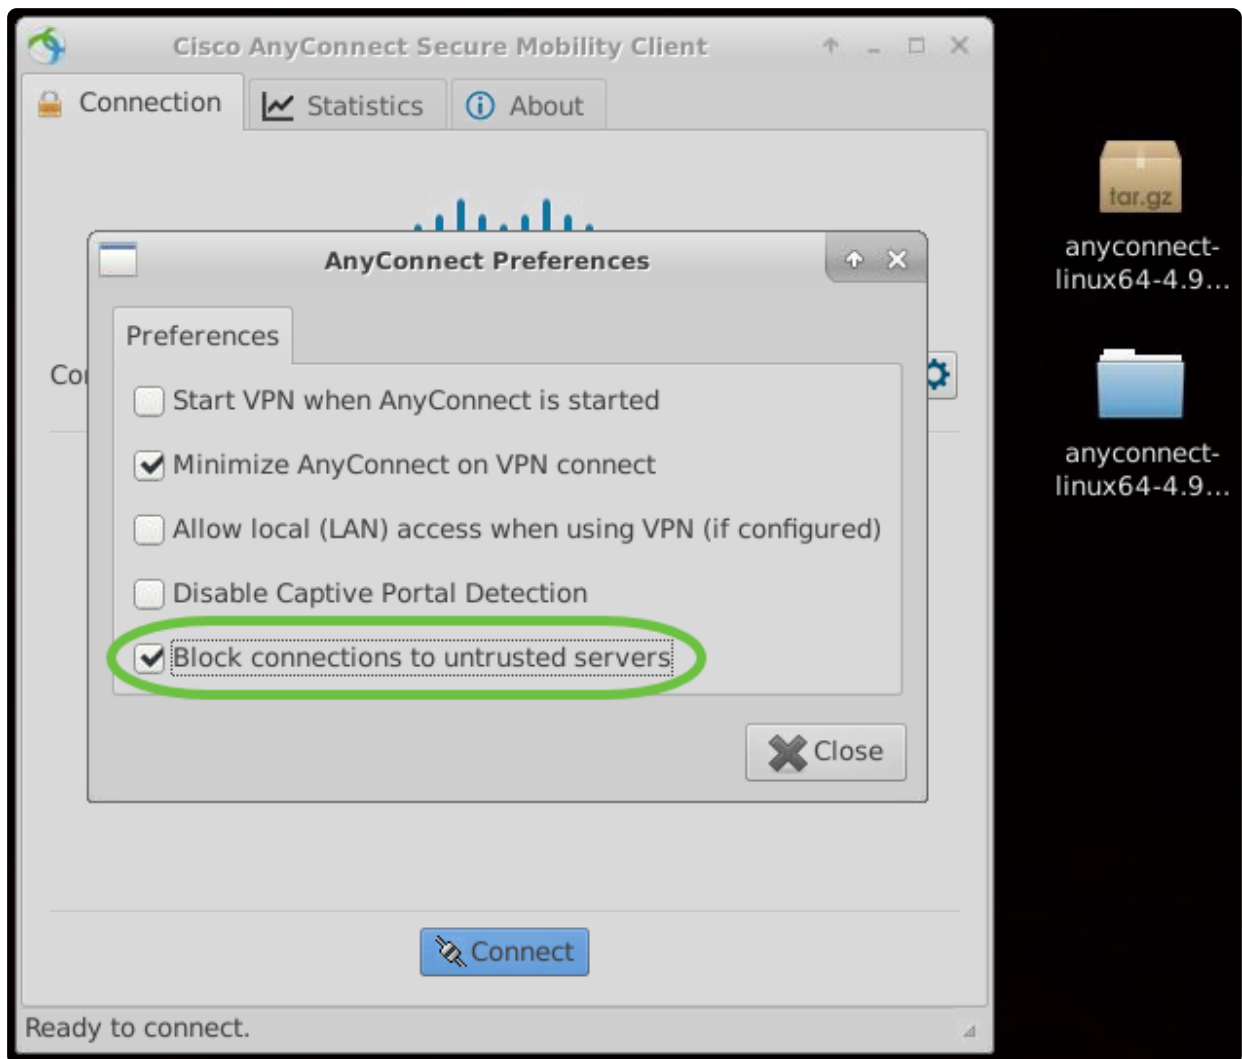 Cisco AnyConnect Secure Mobility Client
Connection
Statistics
About
tar.gz
anyconnect-
linux64-4.9...
AnyConnect Preferences
Preferences
Start VPN when AnyConnect is started
Minimize AnyConnect on VPN connect
Allow local (LAN) access when using VPN (if configured)
Disable Captive Portal Detection
Block connections to untrusted servers
Close
anyconnect-
linux64-4.9...
Connect
Ready to connect.